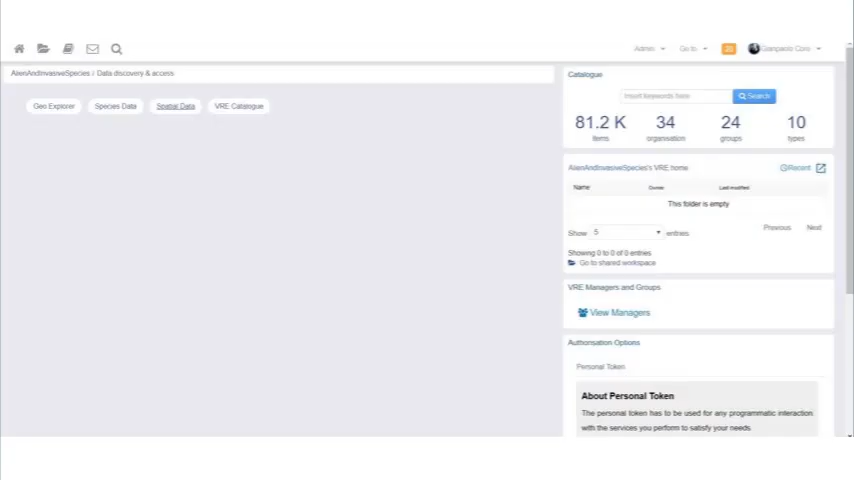 Admin
Go to
Gianpaolo Coro
AlienAndInvasiveSpecies / Data discovery & access
Geo Explorer
Species Data
Spatial Data
VRE Catalogue
Catalogue
Insert keywords here
Search
81.2 K
items
34
organisation
24
groups
10
types
AlienAndInvasiveSpecies's VRE home
Recent
Name Owner Last modified
This folder is empty
Show 5 entries
Previous Next
Showing 0 to 0 of 0 entries
Go to shared workspace
VRE Managers and Groups
View Managers
Authorisation Options
Personal Token
About Personal Token
The personal token has to be used for any programmatic interaction
with the services you perform to satisfy your needs